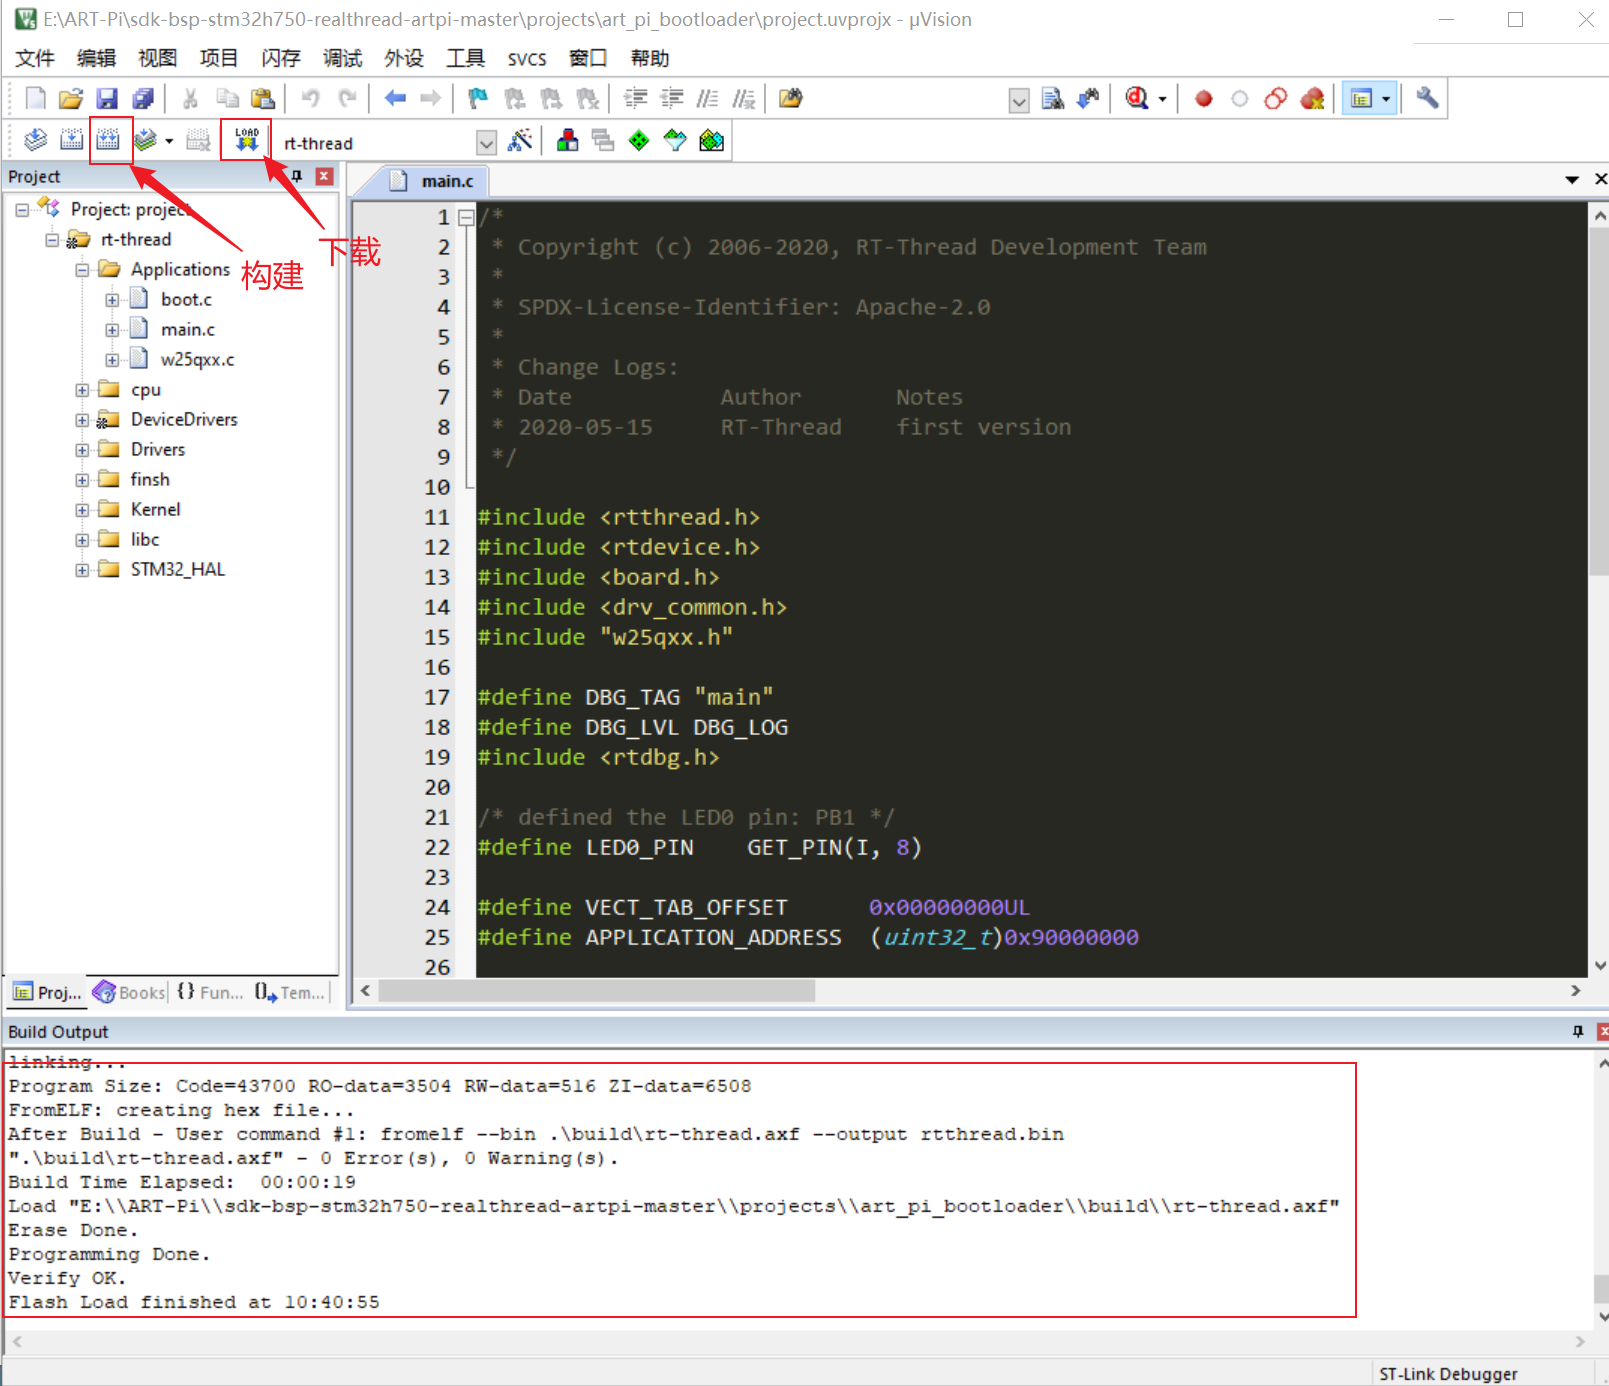 E:\ART-Pi\sdk-bsp-stm32h750-realthread-artpi-master\projects\art_pi_bootloader\project.uvprojx - µVision
文件 编辑 视图 项目 闪存 调试 外设 工具 SVCS 窗口 帮助
LOAD
rt-thread
Project
Project: project
rt-thread
Applications
boot.c
main.c
w25qxx.c
cpu
DeviceDrivers
Drivers
finsh
Kernel
libc
STM32_HAL
构建
下载
Proj... Books {} Fun... Tem...
main.c
1 /*
2 * Copyright (c) 2006-2020, RT-Thread Development Team
3 *
4 * SPDX-License-Identifier: Apache-2.0
5 *
6 * Change Logs:
7 * Date Author Notes
8 * 2020-05-15 RT-Thread first version
9 */
10
11 #include <rtthread.h>
12 #include <rtdevice.h>
13 #include <board.h>
14 #include <drv_common.h>
15 #include "w25qxx.h"
16
17 #define DBG_TAG "main"
18 #define DBG_LVL DBG_LOG
19 #include <rtdbg.h>
20
21 /* defined the LED0 pin: PB1 */
22 #define LED0_PIN GET_PIN(I, 8)
23
24 #define VECT_TAB_OFFSET 0x00000000UL
25 #define APPLICATION_ADDRESS (uint32_t)0x90000000
26
Build Output
linking...
Program Size: Code=43700 RO-data=3504 RW-data=516 ZI-data=6508
FromELF: creating hex file...
After Build - User command #1: fromelf --bin .\build\rt-thread.axf --output rtthread.bin
".\build\rt-thread.axf" - 0 Error(s), 0 Warning(s).
Build Time Elapsed:  00:00:19
Load "E:\\ART-Pi\\sdk-bsp-stm32h750-realthread-artpi-master\\projects\\art_pi_bootloader\\build\\rt-thread.axf"
Erase Done.
Programming Done.
Verify OK.
Flash Load finished at 10:40:55
ST-Link Debugger